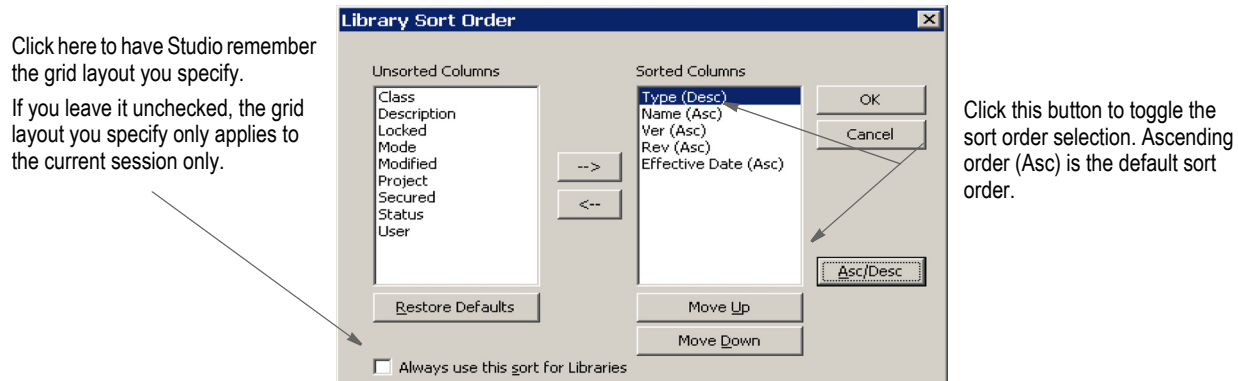 Library Sort Order
Click here to have Studio remember
the grid layout you specify.
If you leave it unchecked, the grid
layout you specify only applies to
the current session only.
Unsorted Columns
Class
Description
Locked
Mode
Modified
Project
Secured
Status
User
Restore Defaults
Always use this sort for Libraries
-->
<--
Sorted Columns
Type (Desc)
Name (Asc)
Ver (Asc)
Rev (Asc)
Effective Date (Asc)
Move Up
Move Down
OK
Cancel
Asc/Desc
Click this button to toggle the
sort order selection. Ascending
order (Asc) is the default sort
order.